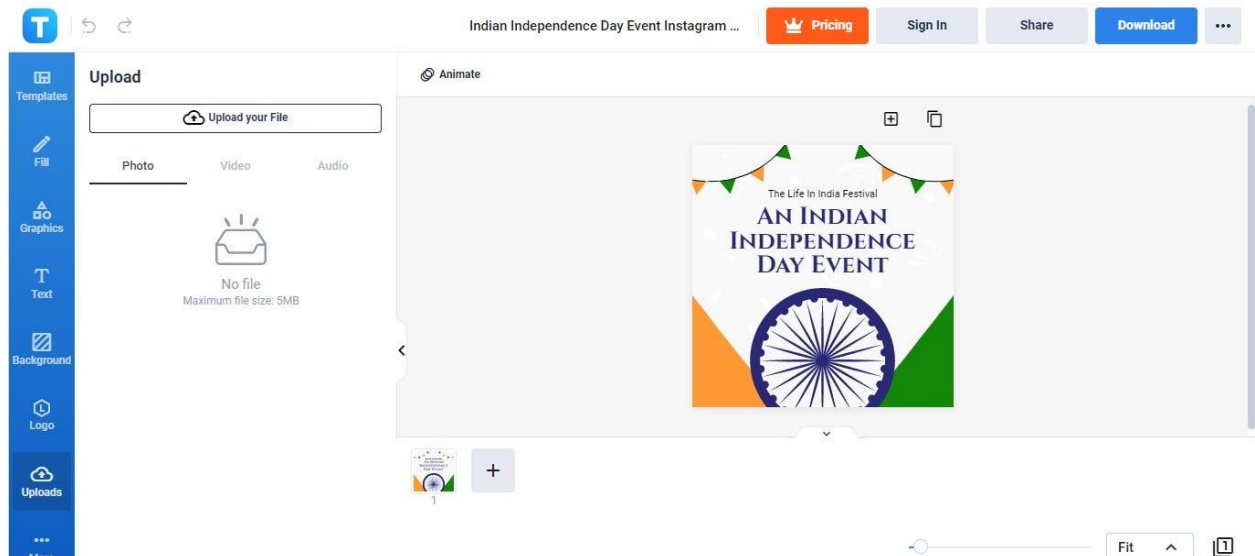 T
Indian Independence Day Event Instagram ...
Pricing
Sign In
Share
Download
Templates
Fill
Graphics
Text
Background
Logo
Uploads
Upload
Upload your File
Photo Video Audio
No file
Maximum file size: 5MB
Animate
The Life In India Festival
An Indian
Independence
Day Event
1
Fit
1